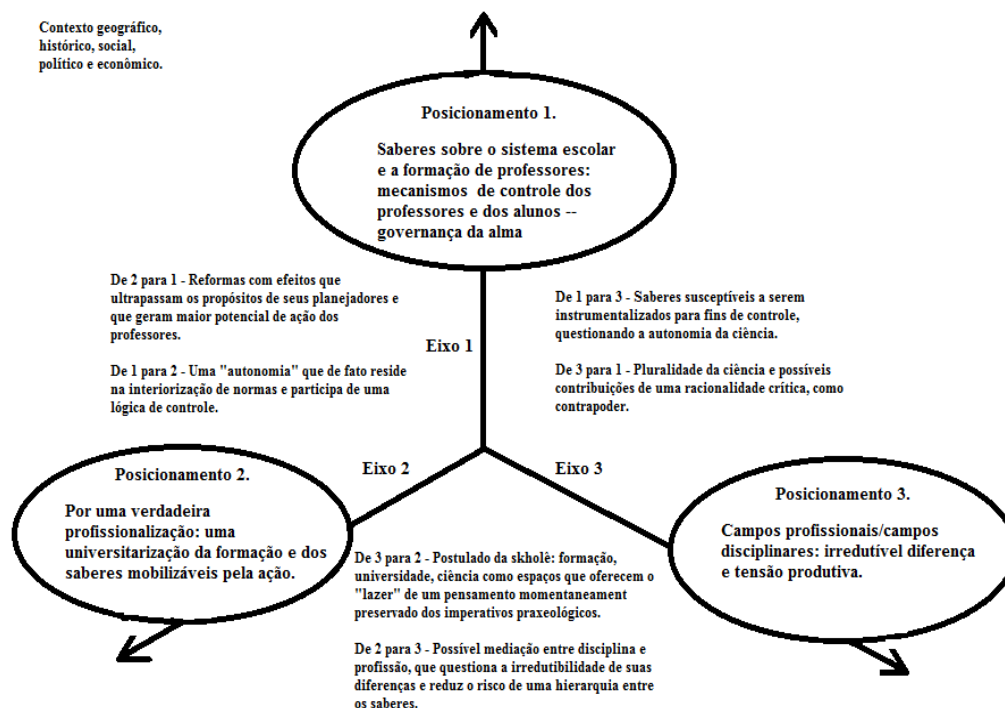 Contexto geográfico,
histórico, social,
político e econômico.
Posicionamento 1.
Saberes sobre o sistema escolar
e a formação de professores:
mecanismos de controle dos
professores e dos alunos --
governança da alma
De 2 para 1 - Reformas com efeitos que
ultrapassam os propósitos de seus planejadores e
que geram maior potencial de ação dos
professores.
De 1 para 2 - Uma "autonomia" que de fato reside
na interiorização de normas e participa de uma
lógica de controle.
Eixo 1
De 1 para 3 - Saberes susceptíveis a serem
instrumentalizados para fins de controle,
questionando a autonomia da ciência.
De 3 para 1 - Pluralidade da ciência e possíveis
contribuições de uma racionalidade crítica, como
contrapoder.
Eixo 2
Eixo 3
Posicionamento 2.
Por uma verdadeira
profissionalização: uma
universitarização da formação e dos
saberes mobilizáveis pela ação.
Posicionamento 3.
Campos profissionais/campos
disciplinares: irredutível diferença
e tensão produtiva.
De 3 para 2 - Postulado da skholê: formação,
universidade, ciência como espaços que oferecem o
"lazer" de um pensamento momentaneament
preservado dos imperativos praxeológicos.
De 2 para 3 - Possível mediação entre disciplina e
profissão, que questiona a irredutibilidade de suas
diferenças e reduz o risco de uma hierarquia entre
os saberes.